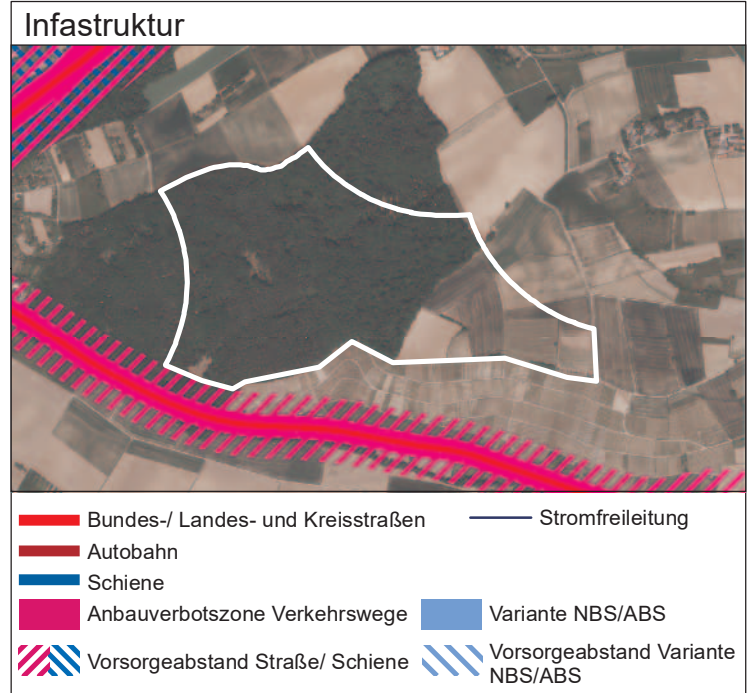 Infastruktur
Bundes-/ Landes- und Kreisstraßen
Stromfreileitung
Autobahn
Schiene
Anbauverbotszone Verkehrswege
Variante NBS/ABS
Vorsorgeabstand Straße/ Schiene
Vorsorgeabstand Variante
NBS/ABS